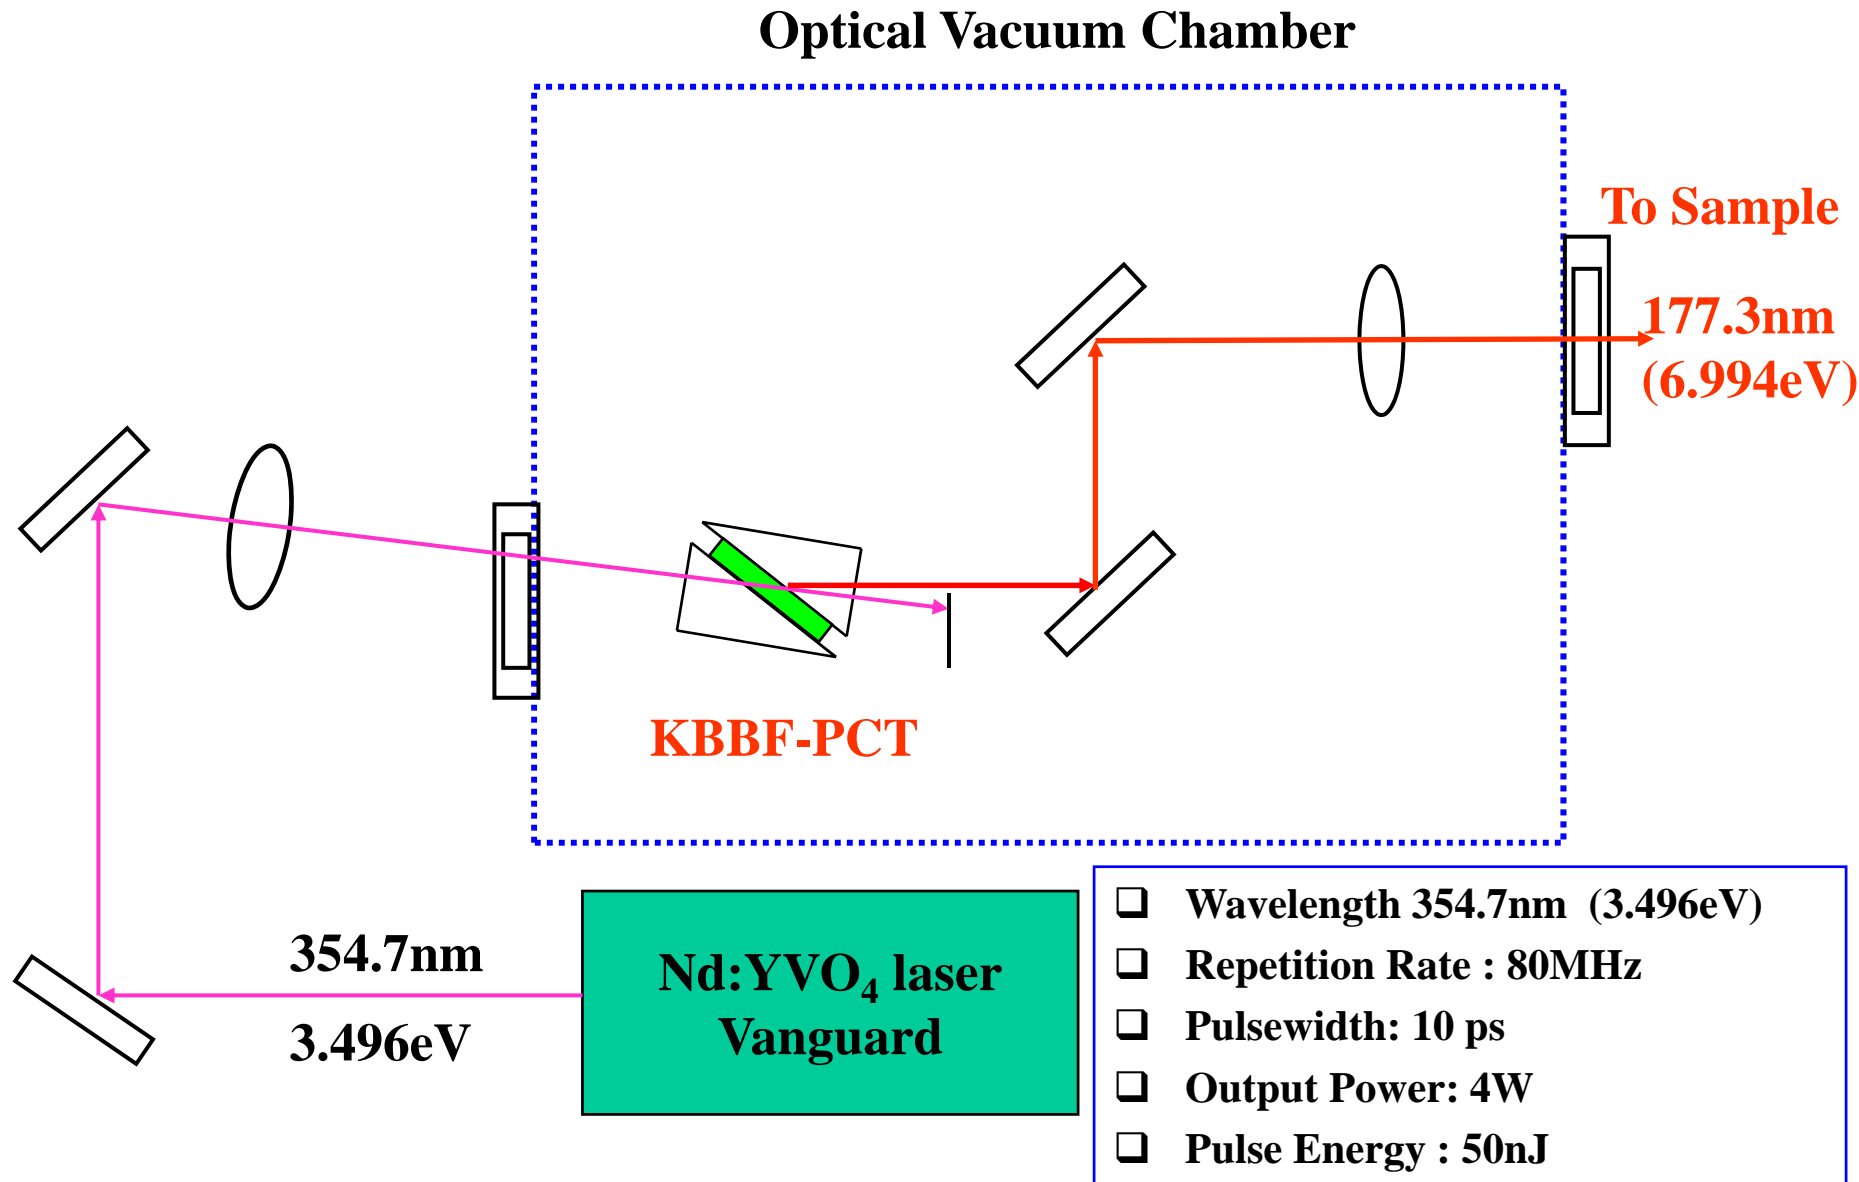 Optical Vacuum Chamber
To Sample
177.3nm
(6.994eV)
KBBF-PCT
354.7nm
3.496eV
Nd:YVO₄ laser
Vanguard
❑ Wavelength 354.7nm (3.496eV)
❑ Repetition Rate : 80MHz
❑ Pulsewidth: 10 ps
❑ Output Power: 4W
❑ Pulse Energy : 50nJ